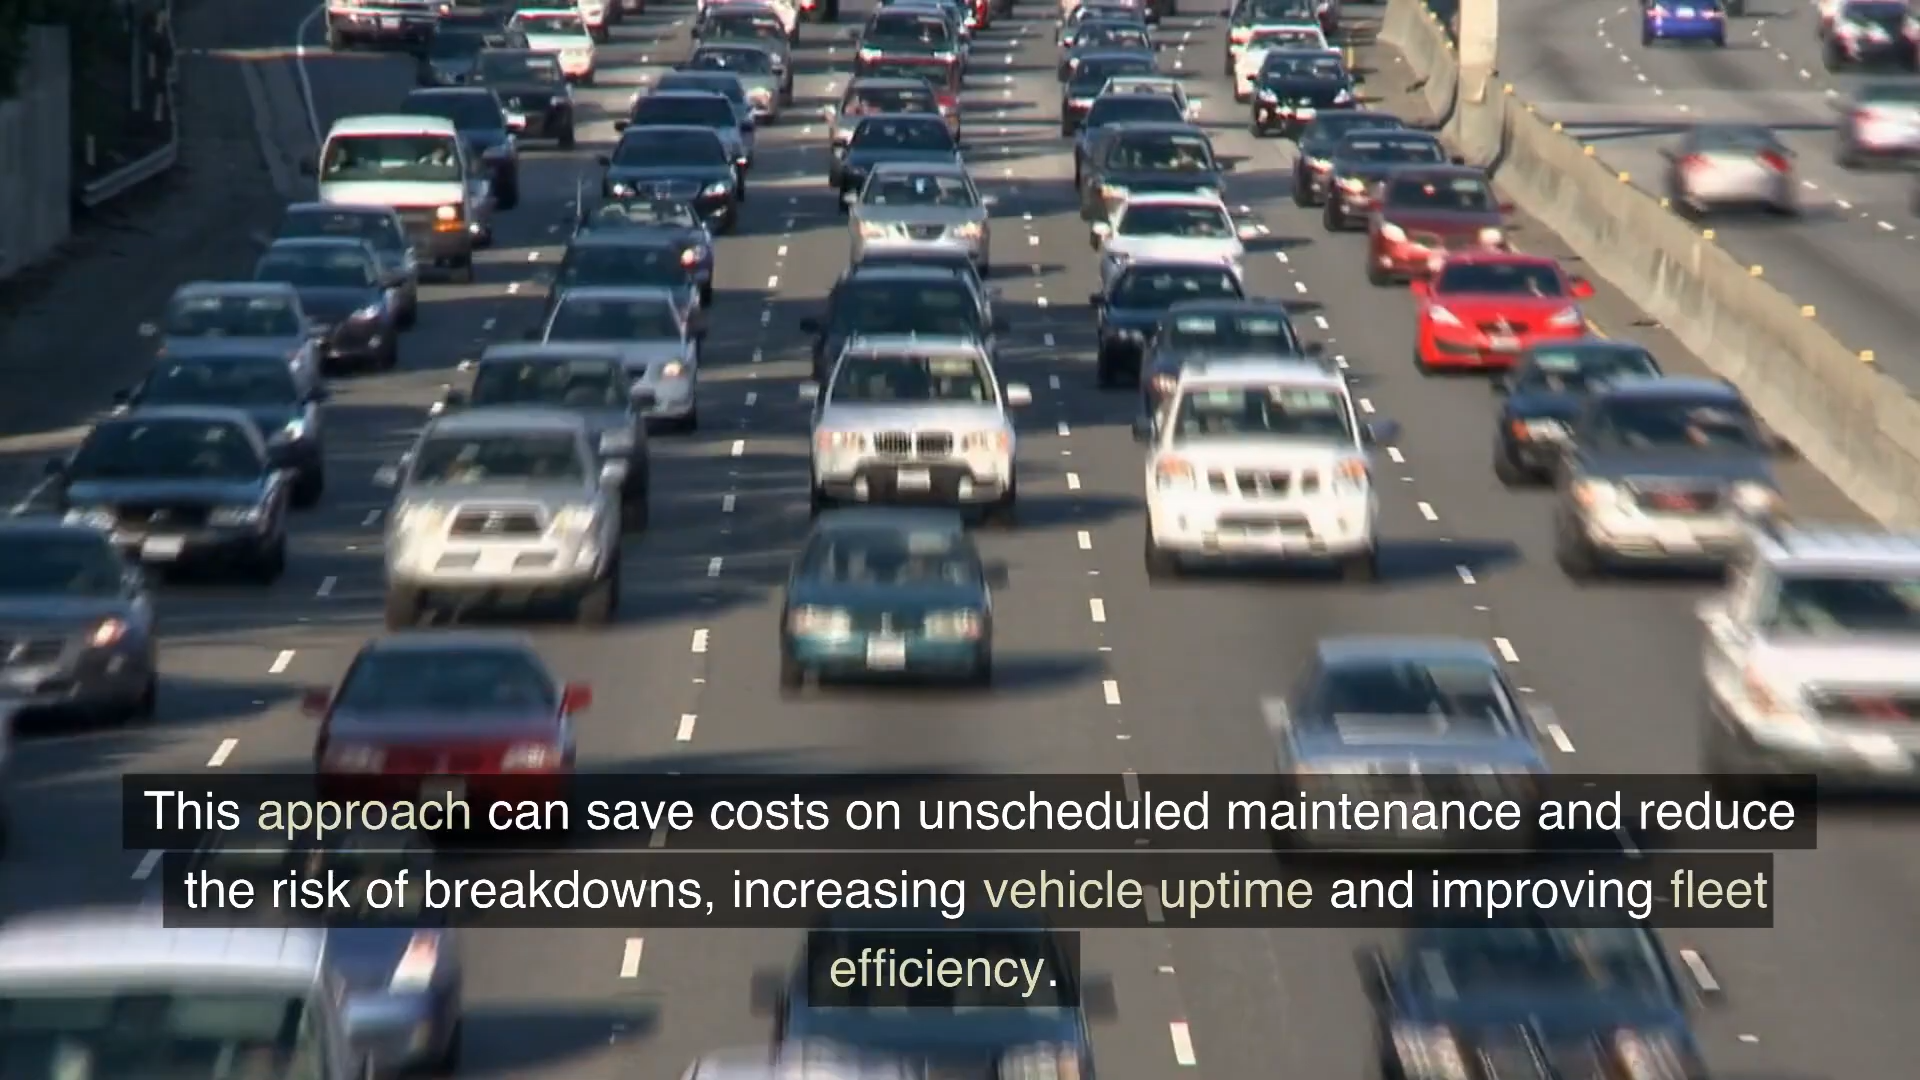 This approach can save costs on unscheduled maintenance and reduce
the risk of breakdowns, increasing vehicle uptime and improving fleet
efficiency.